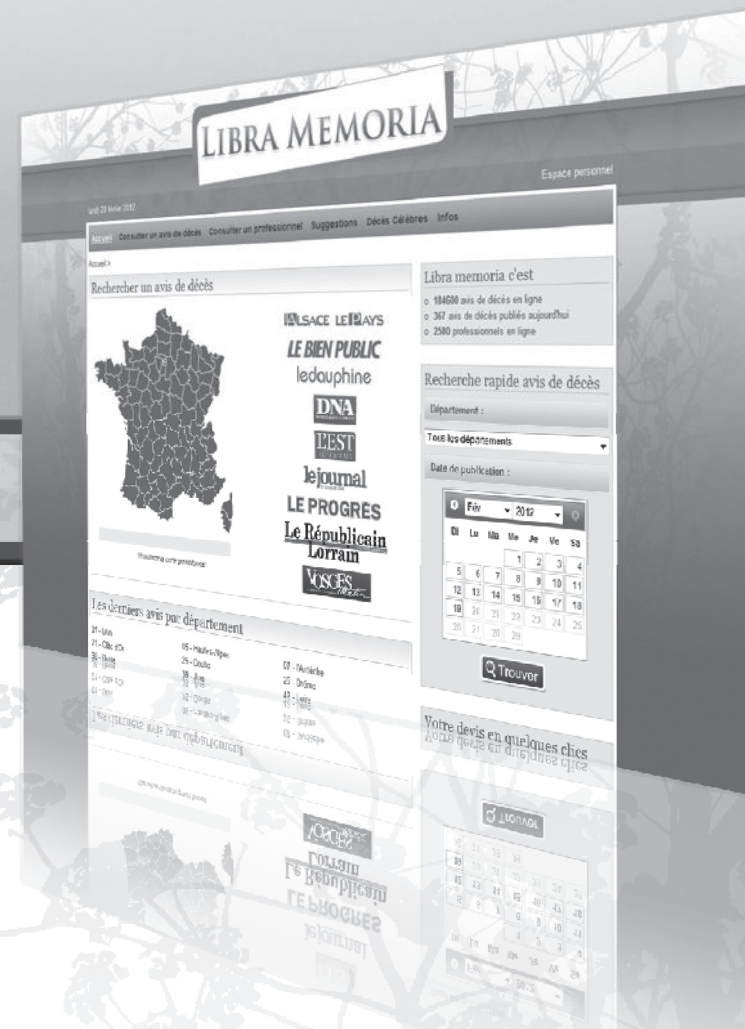 LIBRA MEMORIA
Espace personnel
lundi 20 février 2012
Accueil Consulter un avis de décès Consulter un professionnel Suggestions Décès Célèbres Infos
Accueil >
Rechercher un avis de décès
L'ALSACE LE PAYS
LE BIEN PUBLIC
ledauphine
DNA
L'EST
lejournal
LE PROGRÈS
Le Républicain
Lorrain
VOSGES
Matin
Les derniers avis par département
01 - L'Ain
05 - Hautes-Alpes
07 - l'Ardèche
21 - Côte d'Or
25 - Doubs
26 - Drôme
38 - Isère
39 - Jura
42 - Loire
Libra memoria c'est
184600 avis de décès en ligne
367 avis de décès publiés aujourd'hui
2580 professionnels en ligne
Recherche rapide avis de décès
Département :
Tous les départements
Date de publication :
Fév 2012
Di Lu Ma Me Je Ve Sa
1 2 3 4
5 6 7 8 9 10 11
12 13 14 15 16 17 18
19 20 21 22 23 24 25
26 27 28 29
Trouver
Votre devis en quelques clics